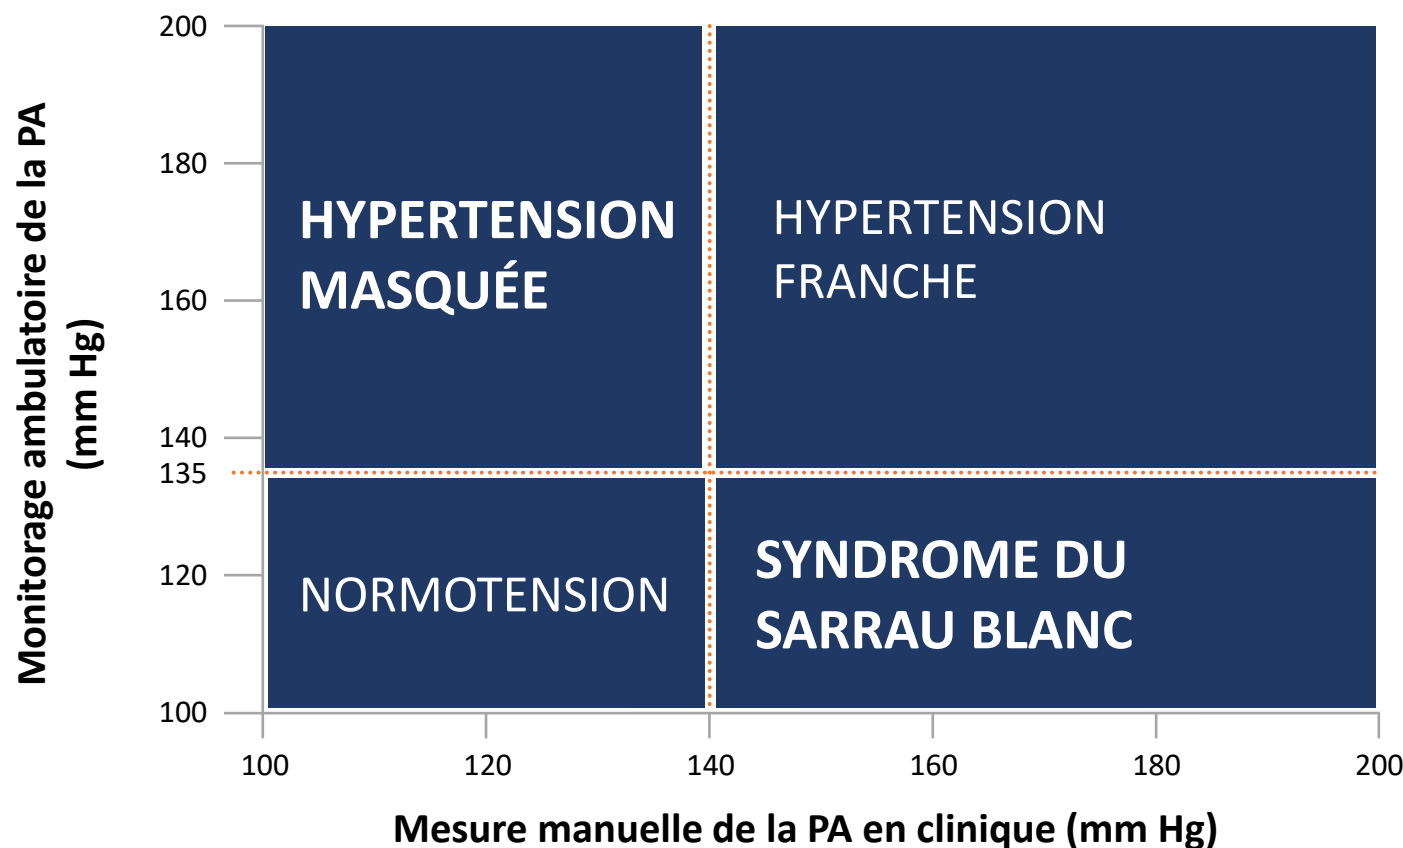 Monitorage ambulatoire de la PA
(mm Hg)
200
180
160
140
135
120
100
HYPERTENSION
MASQUÉE
HYPERTENSION
FRANCHE
NORMOTENSION
SYNDROME DU
SARRAU BLANC
100 120 140 160 180 200
Mesure manuelle de la PA en clinique (mm Hg)